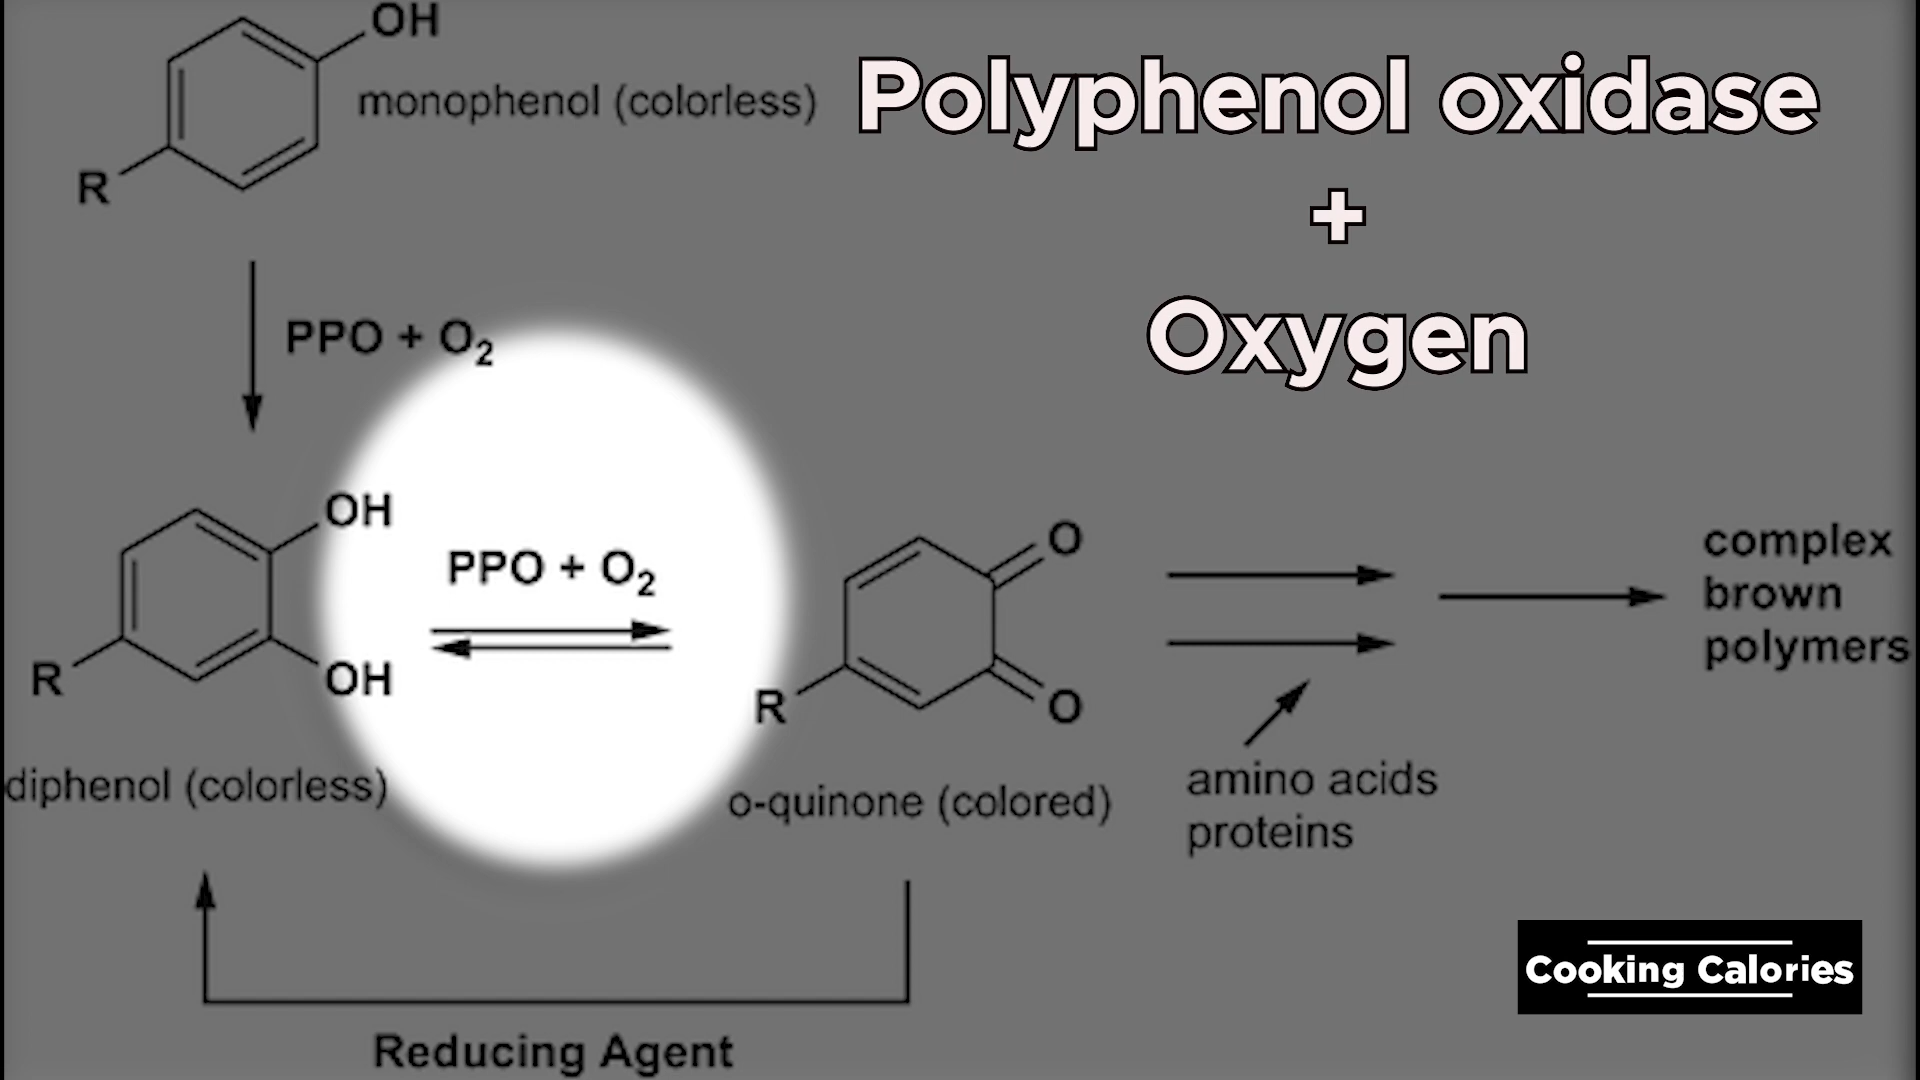 OH
monophenol (colorless)
R
Polyphenol oxidase
+
Oxygen
PPO + O₂
OH
OH
R
diphenol (colorless)
PPO + O₂
O
O
R
o-quinone (colored)
amino acids
proteins
complex
brown
polymers
Reducing Agent
Cooking Calories